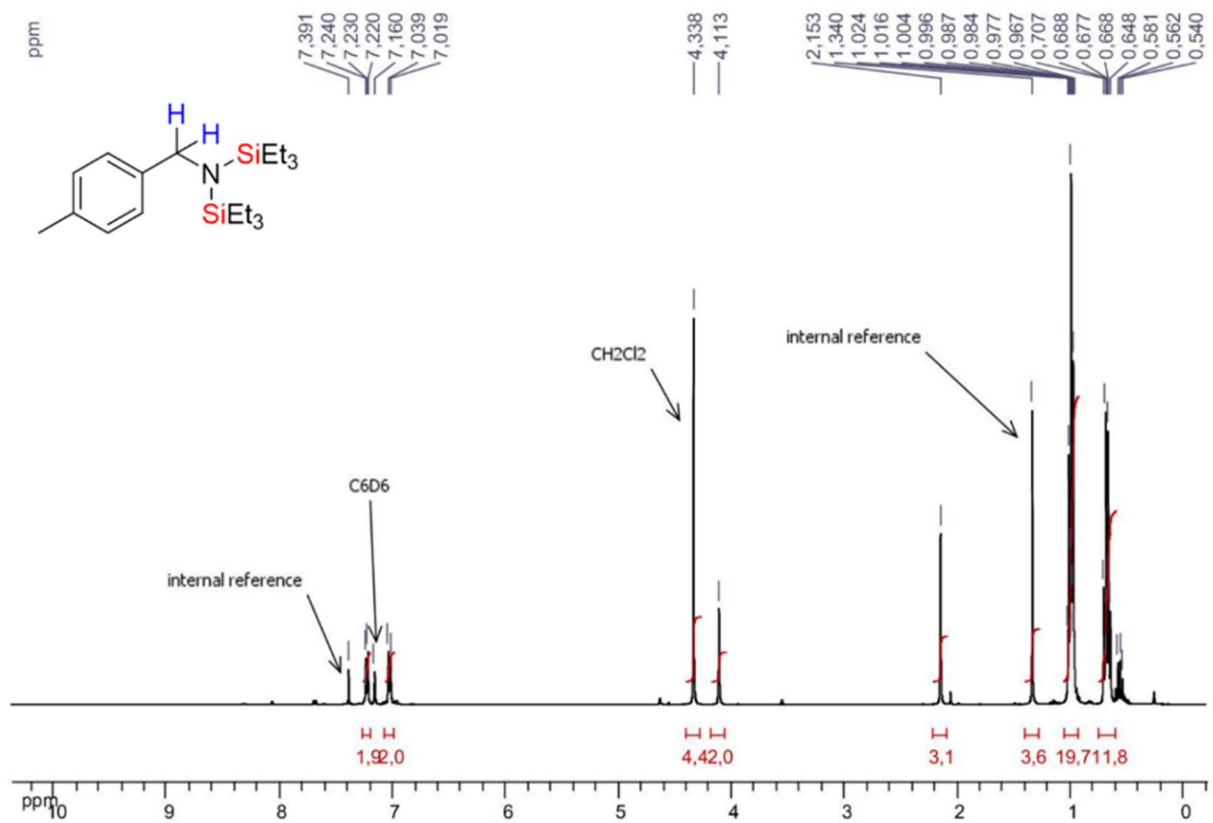 ppm
7,391
7,240
7,230
7,220
7,160
7,039
7,019
4,338
4,113
2,153
1,340
1,024
1,016
1,004
0,996
0,987
0,984
0,977
0,967
0,707
0,688
0,677
0,668
0,648
0,581
0,562
0,540
H
H
N
SiEt3
SiEt3
CH2Cl2
internal reference
C6D6
internal reference
1,9 2,0 4,4 2,0 3,1 3,6 19,7 11,8
ppm
10 9 8 7 6 5 4 3 2 1 0